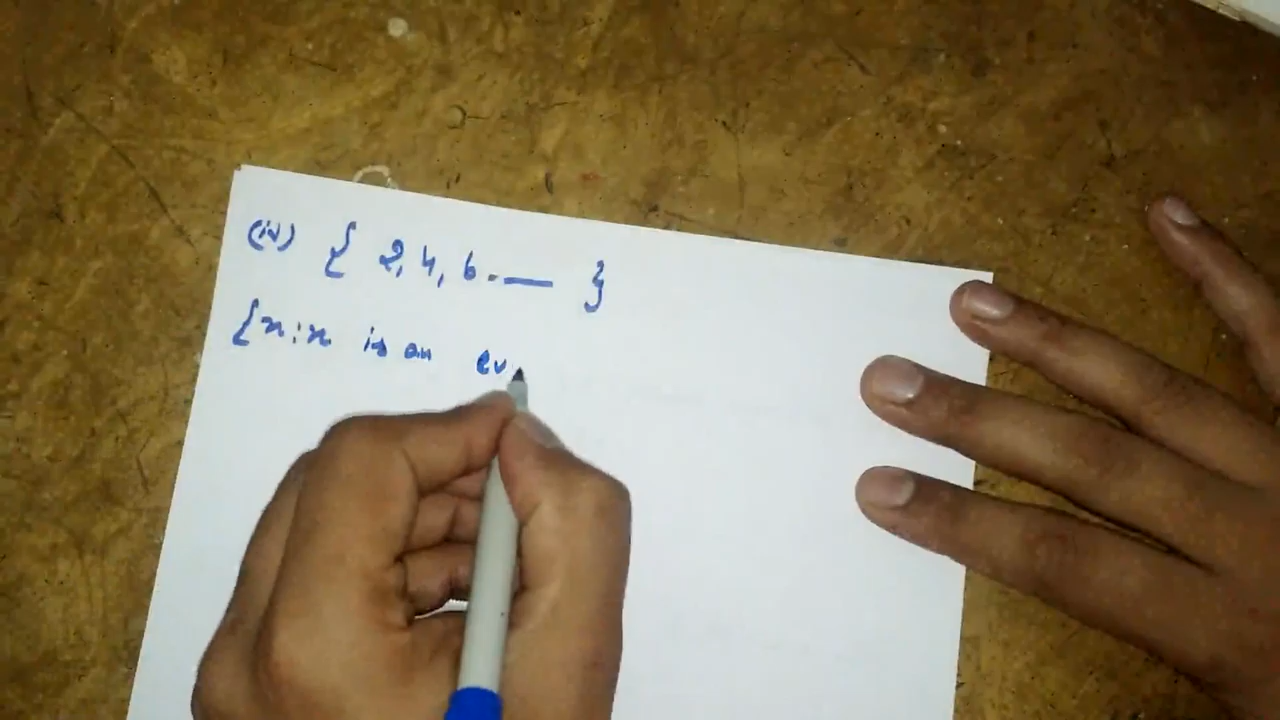 (iv) { 2, 4, 6 .— }
{x : x is an ev